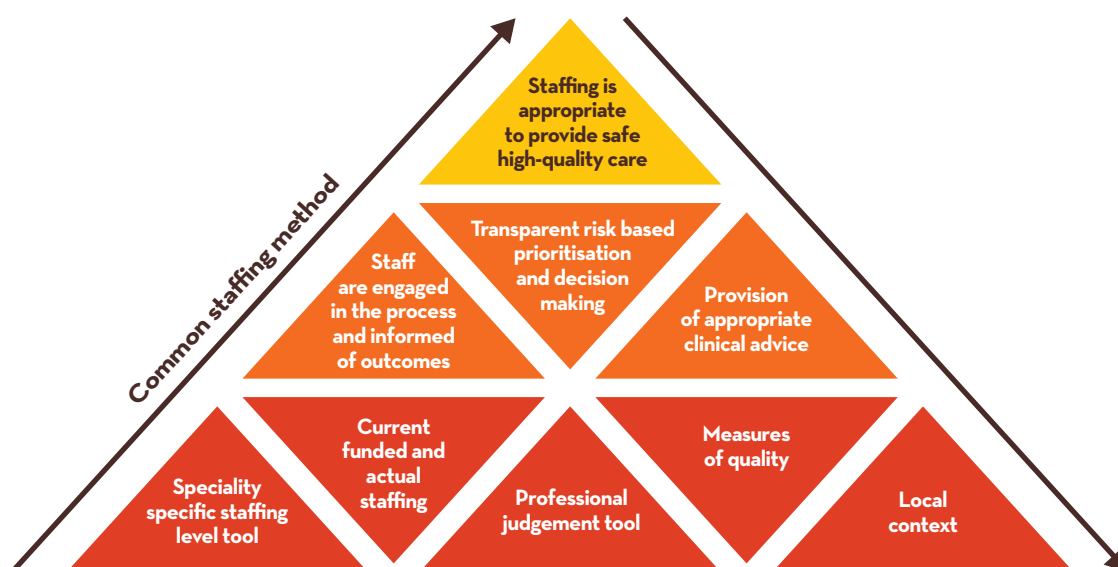 Common staffing method
Staffing is
appropriate
to provide safe
high-quality care
Staff
are engaged
in the process
and informed
of outcomes
Transparent risk based
prioritisation
and decision
making
Provision
of appropriate
clinical advice
Speciality
specific staffing
level tool
Current
funded and
actual
staffing
Professional
judgement tool
Measures
of quality
Local
context